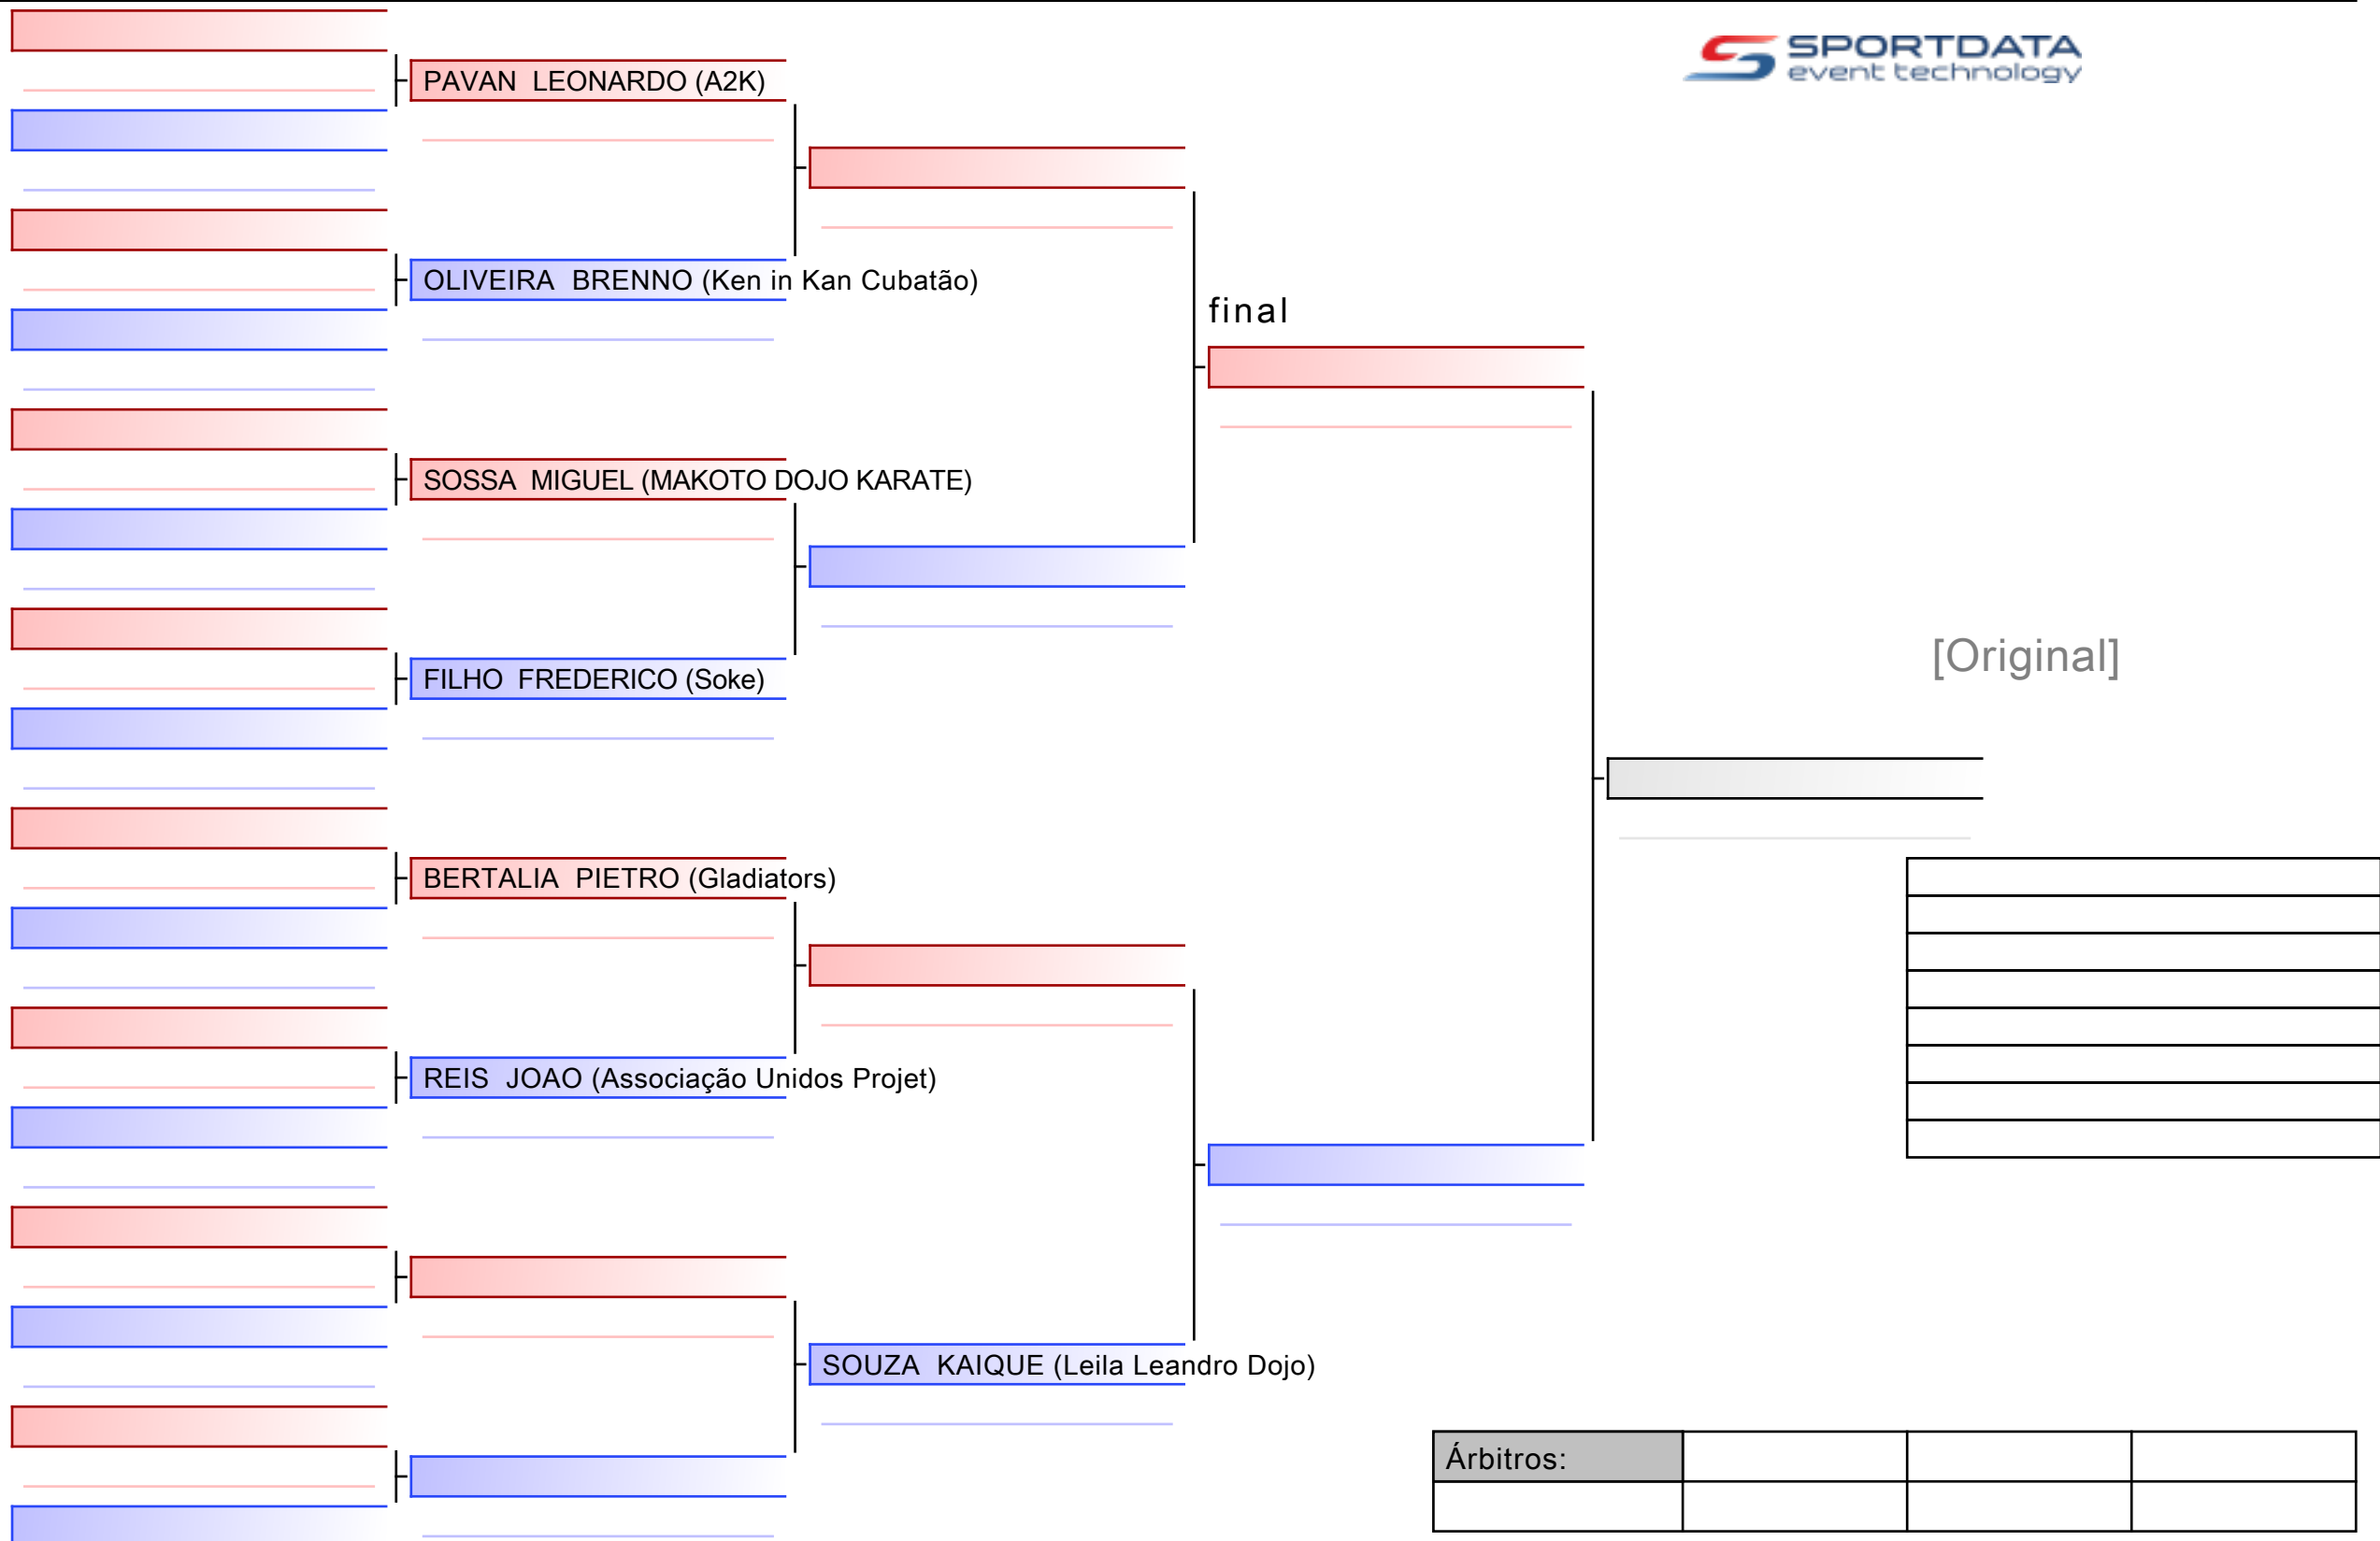 SPORTDATA
event technology
PAVAN  LEONARDO (A2K)
OLIVEIRA  BRENNO (Ken in Kan Cubatão)
final
SOSSA  MIGUEL (MAKOTO DOJO KARATE)
FILHO  FREDERICO (Soke)
[Original]
BERTALIA  PIETRO (Gladiators)
REIS  JOAO (Associação Unidos Projet)
SOUZA  KAIQUE (Leila Leandro Dojo)
Árbitros: